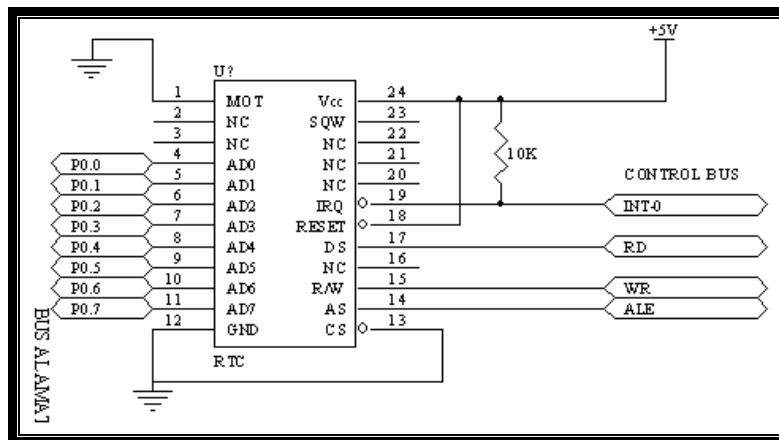 +5V
U?
1 MOT Vcc 24
2 NC SQW 23
3 NC NC 22
P0.0 4 AD0 NC 21
P0.1 5 AD1 NC 20
P0.2 6 AD2 IRQ 19
P0.3 7 AD3 RESET 18
P0.4 8 AD4 DS 17
P0.5 9 AD5 NC 16
P0.6 10 AD6 R/W 15
P0.7 11 AD7 AS 14
12 GND CS 13
RTC
10K
CONTROL BUS
INT-0
RD
WR
ALE
BUS ALAMAT